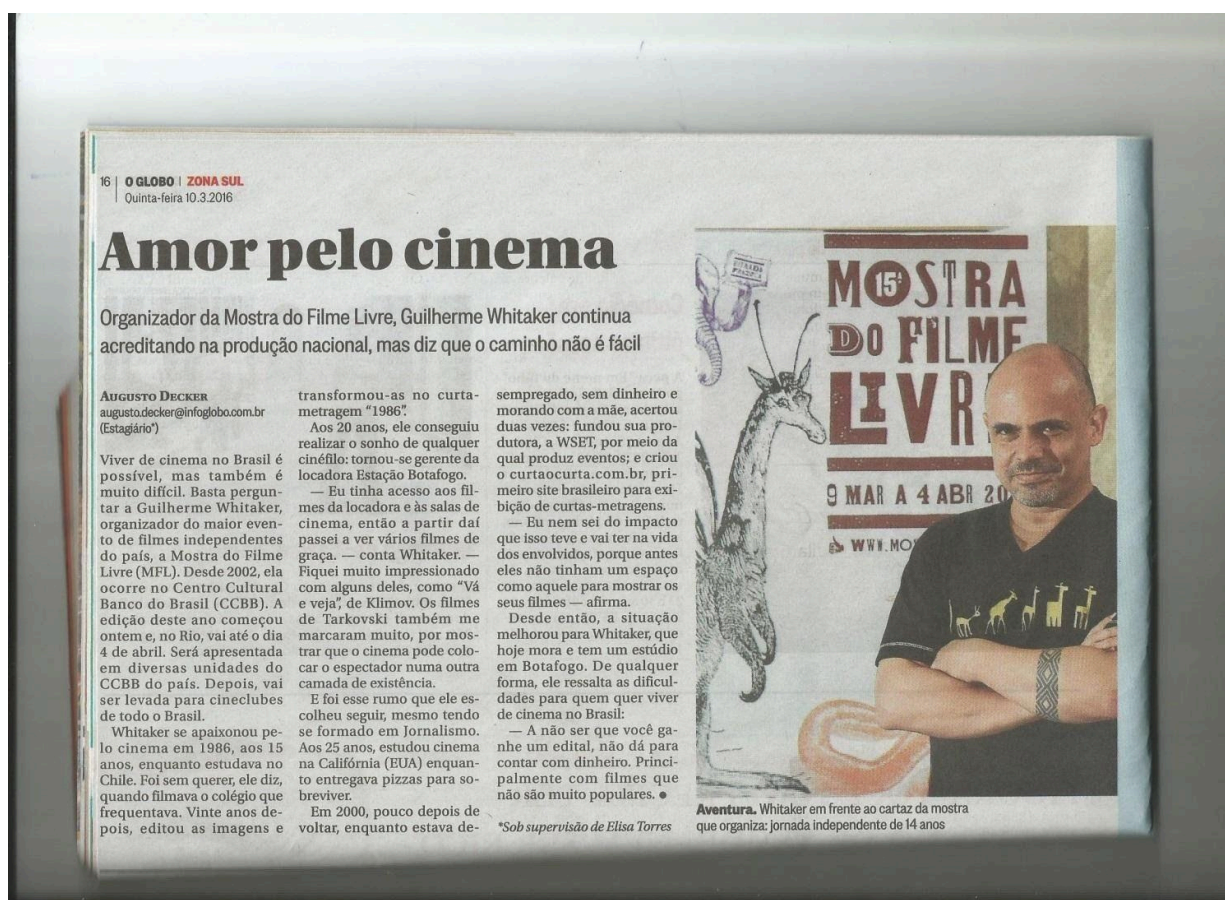 16 | O GLOBO | ZONA SUL
Quinta-feira 10.3.2016
Amor pelo cinema
Organizador da Mostra do Filme Livre, Guilherme Whitaker continua
acreditando na produção nacional, mas diz que o caminho não é fácil
AUGUSTO DECKER
augusto.decker@infoglobo.com.br
(Estagiário*)
Viver de cinema no Brasil é
possível, mas também é
muito difícil. Basta pergun-
tar a Guilherme Whitaker,
organizador do maior even-
to de filmes independentes
do país, a Mostra do Filme
Livre (MFL). Desde 2002, ela
ocorre no Centro Cultural
Banco do Brasil (CCBB). A
edição deste ano começou
ontem e, no Rio, vai até o dia
4 de abril. Será apresentada
em diversas unidades do
CCBB do país. Depois, vai
ser levada para cineclubes
de todo o Brasil.
Whitaker se apaixonou pe-
lo cinema em 1986, aos 15
anos, enquanto estudava no
Chile. Foi sem querer, ele diz,
quando filmava o colégio que
frequentava. Vinte anos de-
pois, editou as imagens e
transformou-as no curta-
metragem “1986”.
Aos 20 anos, ele conseguiu
realizar o sonho de qualquer
cinéfilo: tornou-se gerente da
locadora Estação Botafogo.
— Eu tinha acesso aos fil-
mes da locadora e às salas de
cinema, então a partir daí
passei a ver vários filmes de
graça. — conta Whitaker. —
Fiquei muito impressionado
com alguns deles, como “Vá
e veja”, de Klimov. Os filmes
de Tarkovski também me
marcaram muito, por mos-
trar que o cinema pode colo-
car o espectador numa outra
camada de existência.
E foi esse rumo que ele es-
colheu seguir, mesmo tendo
se formado em Jornalismo.
Aos 25 anos, estudou cinema
na Califórnia (EUA) enquan-
to entregava pizzas para so-
breviver.
Em 2000, pouco depois de
voltar, enquanto estava de-
sempregado, sem dinheiro e
morando com a mãe, acertou
duas vezes: fundou sua pro-
dutora, a WSET, por meio da
qual produz eventos; e criou
o curtaocurta.com.br, pri-
meiro site brasileiro para exi-
bição de curtas-metragens.
— Eu nem sei do impacto
que isso teve e vai ter na vida
dos envolvidos, porque antes
eles não tinham um espaço
como aquele para mostrar os
seus filmes — afirma.
Desde então, a situação
melhorou para Whitaker, que
hoje mora e tem um estúdio
em Botafogo. De qualquer
forma, ele ressalta as dificul-
dades para quem quer viver
de cinema no Brasil:
— A não ser que você ga-
nhe um edital, não dá para
contar com dinheiro. Princi-
palmente com filmes que
não são muito populares. ●
*Sob supervisão de Elisa Torres
MOSTRA
15ª
DO FILME
LIVR
9 MAR A 4 ABR 20
WWW.MO
Aventura. Whitaker em frente ao cartaz da mostra
que organiza: jornada independente de 14 anos